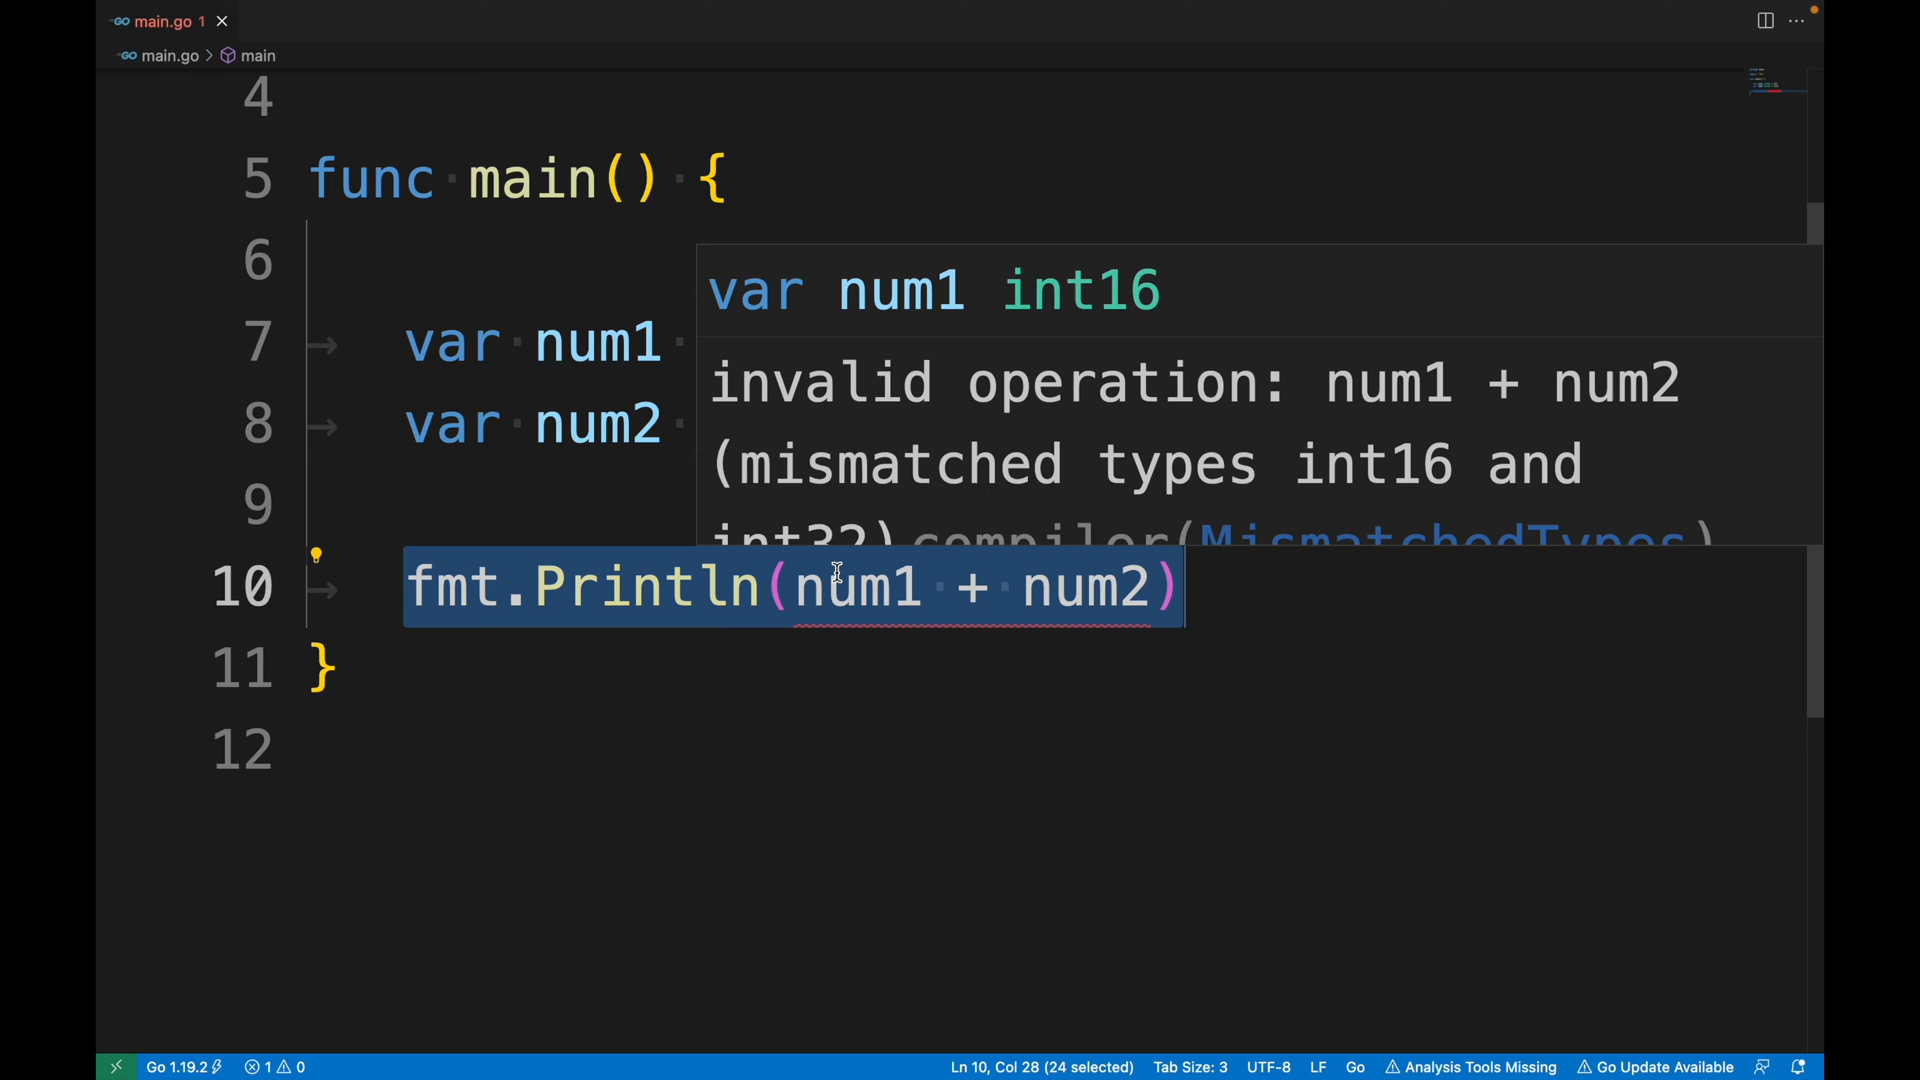 main.go 1
main.go > main
4
5 func main() {
6
7 var num1
8 var num2
9
var num1 int16
invalid operation: num1 + num2
(mismatched types int16 and
int32) compiler(MismatchedTypes)
10 fmt.Println(num1 + num2)
11 }
12
Go 1.19.2 1 0 Ln 10, Col 28 (24 selected) Tab Size: 3 UTF-8 LF Go Analysis Tools Missing Go Update Available